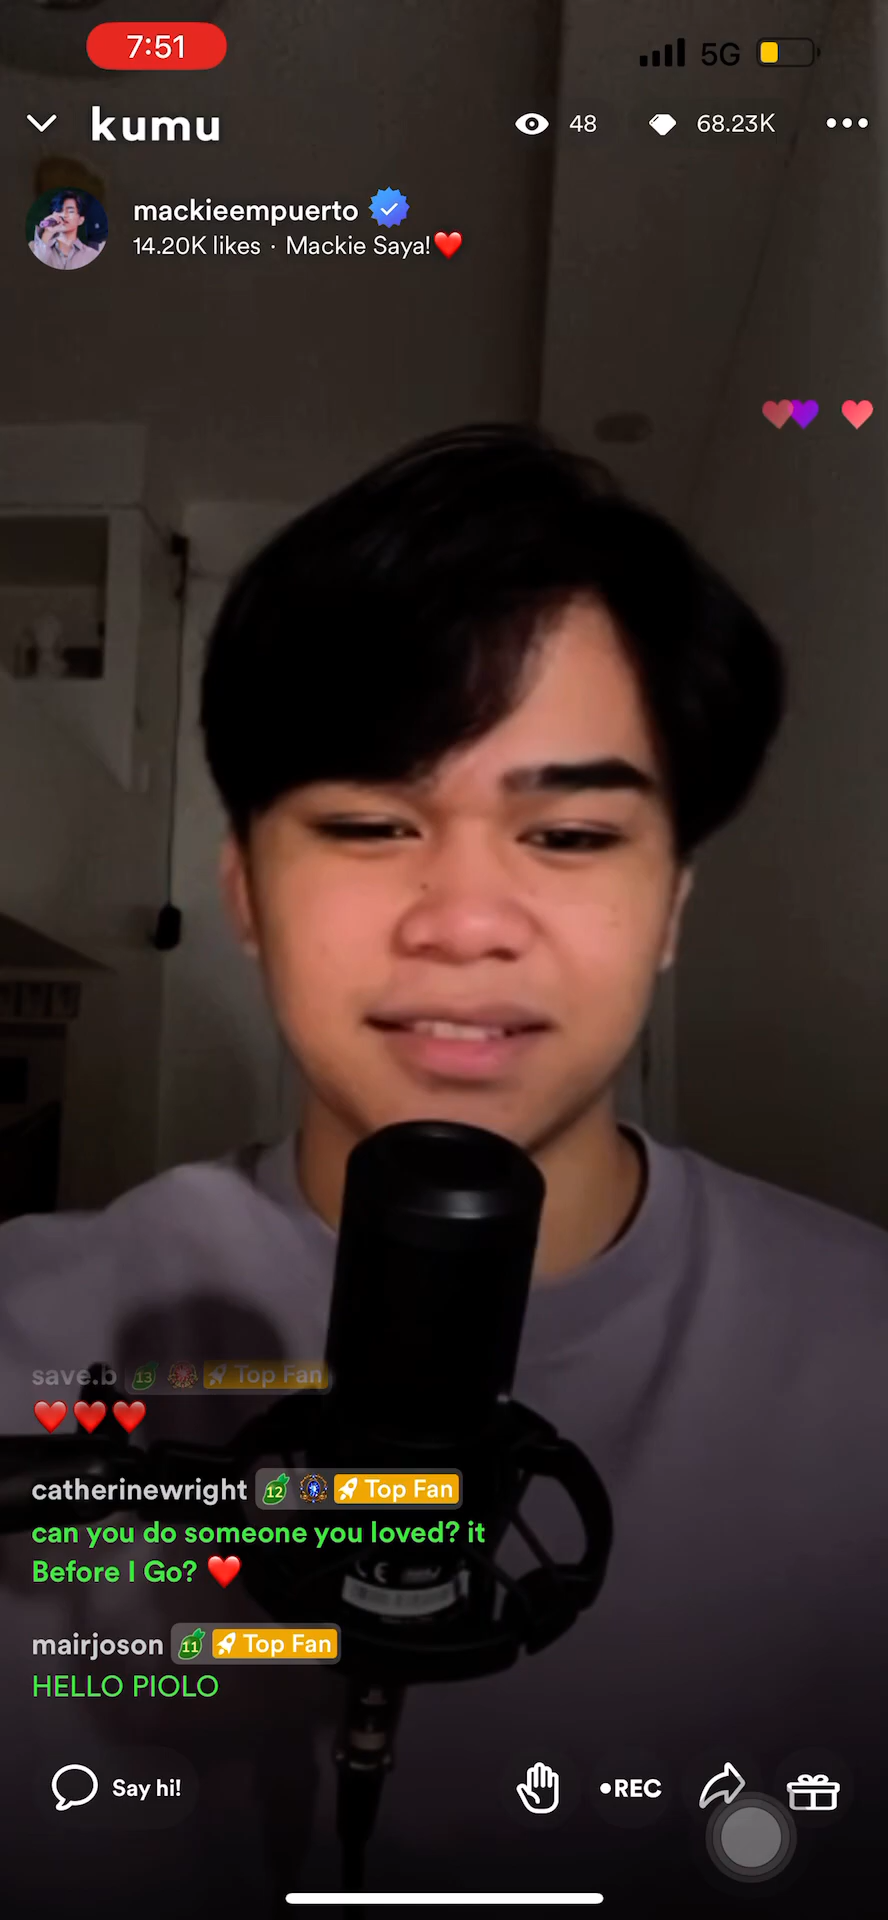 7:51
5G
kumu
48
68.23K
mackieempuerto
14.20K likes · Mackie Saya!❤️
save.b 13 Top Fan
❤️❤️❤️
catherinewright 12 Top Fan
can you do someone you loved? it
Before I Go? ❤️
mairjoson 11 Top Fan
HELLO PIOLO
Say hi!
•REC